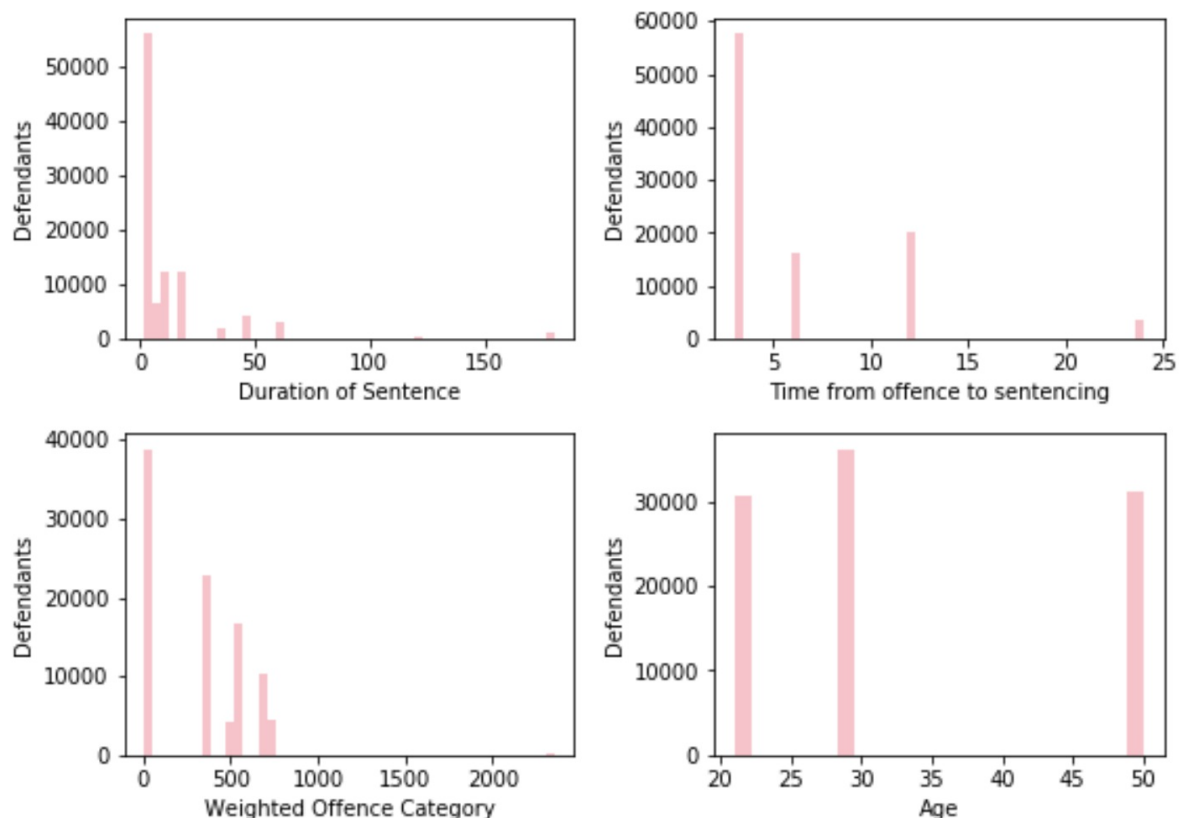 50000
40000
30000
20000
10000
0
Defendants
0 50 100 150
Duration of Sentence
60000
50000
40000
30000
20000
10000
0
Defendants
5 10 15 20 25
Time from offence to sentencing
40000
30000
20000
10000
0
Defendants
0 500 1000 1500 2000
Weighted Offence Category
30000
20000
10000
0
Defendants
20 25 30 35 40 45 50
Age